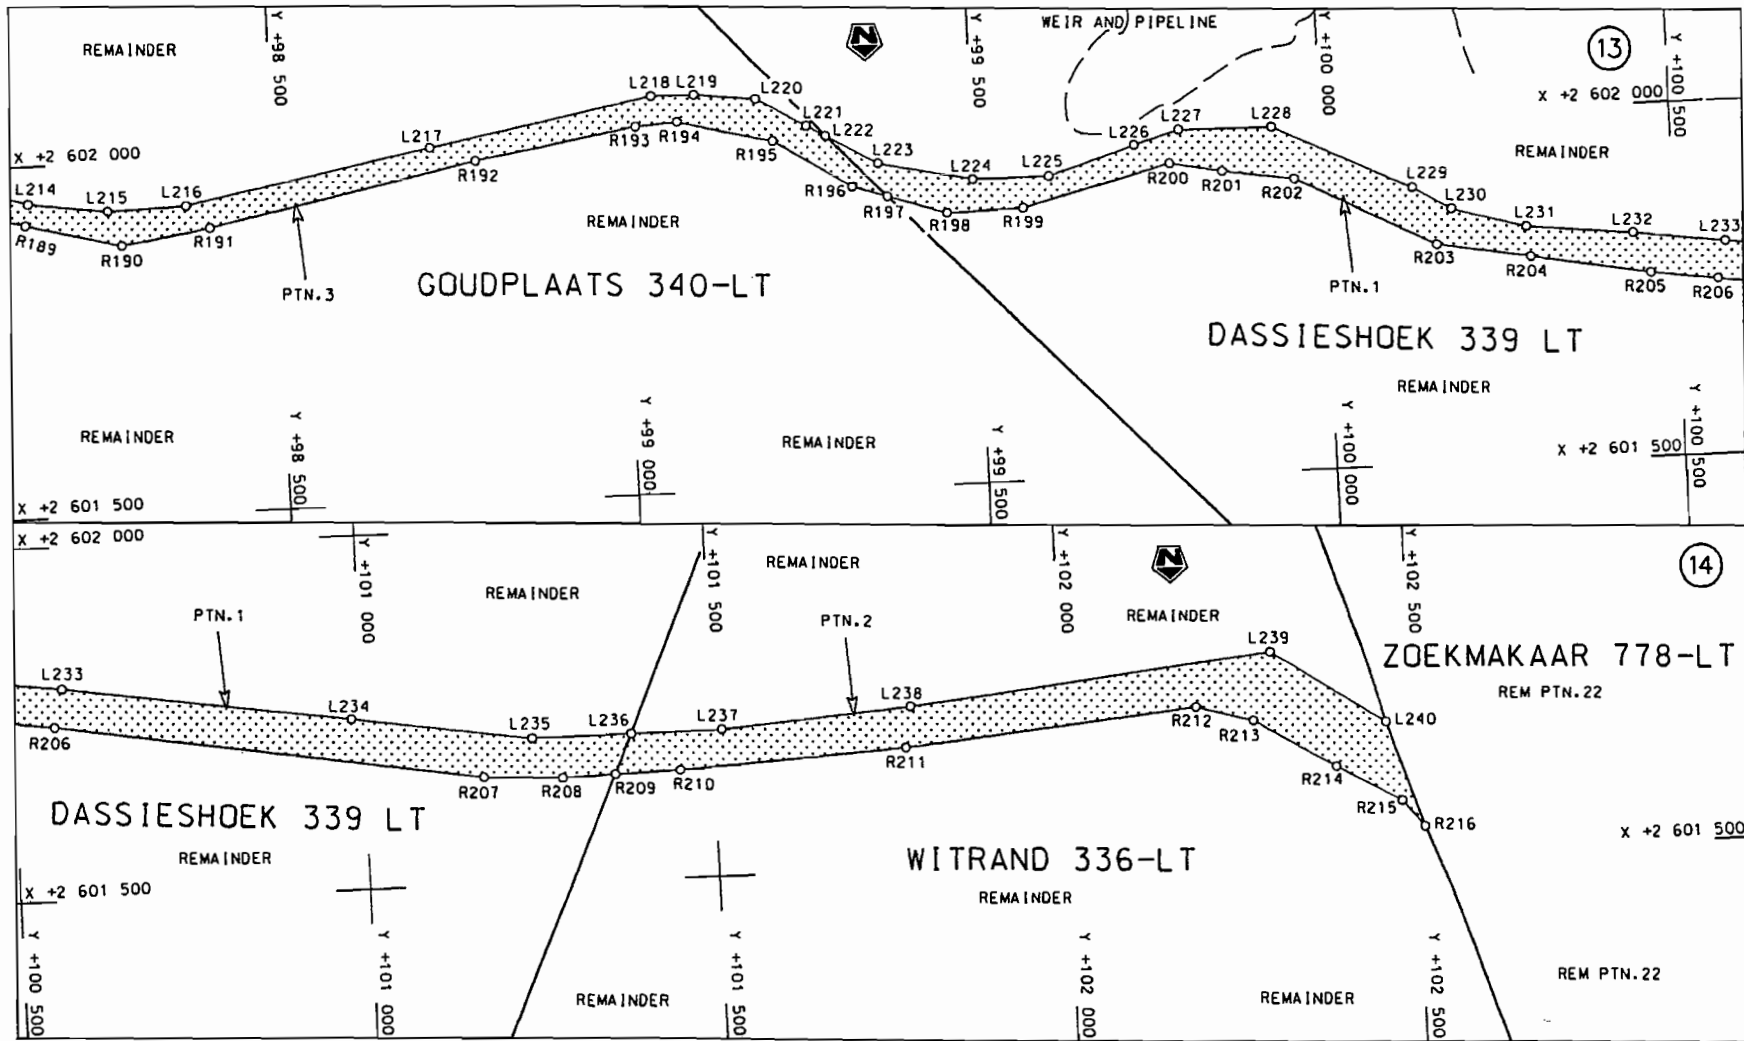 REMAINDER
Y +98 500
N
Y +99 500
WEIR AND PIPELINE
Y +100 000
13
Y +100 500
X +2 602 000
L218 L219 L220
L221
L222
L217
R193 R194
R195
R192
L223
L224 L225
L226
L227 L228
R200 R201 R202
REMAINDER
L229
L230
L231 L232 L233
X +2 602 000
L214 L215 L216
R189
R190
R191
REMAINDER
R196
R197
R198 R199
R203
R204
R205 R206
PTN.3
GOUDPLAATS 340-LT
PTN.1
DASSIESHOEK 339 LT
REMAINDER
REMAINDER
Y +98 500
Y +99 000
REMAINDER
Y +99 500
Y +100 000
X +2 601 500
Y +100 500
X +2 601 500
X +2 602 000
Y +101 000
REMAINDER
Y +101 500
REMAINDER
Y +102 000
N
Y +102 500
14
PTN.1
PTN.2
REMAINDER
L239
ZOEKMAKAAR 778-LT
REM PTN.22
L233
L234
L235
L236
L237
L238
L240
R206
R207
R208
R209
R210
R211
R212
R213
R214
R215
R216
DASSIESHOEK 339 LT
REMAINDER
X +2 601 500
WITRAND 336-LT
REMAINDER
X +2 601 500
Y +100 500
Y +101 000
REMAINDER
Y +101 500
Y +102 000
REMAINDER
Y +102 500
REM PTN.22